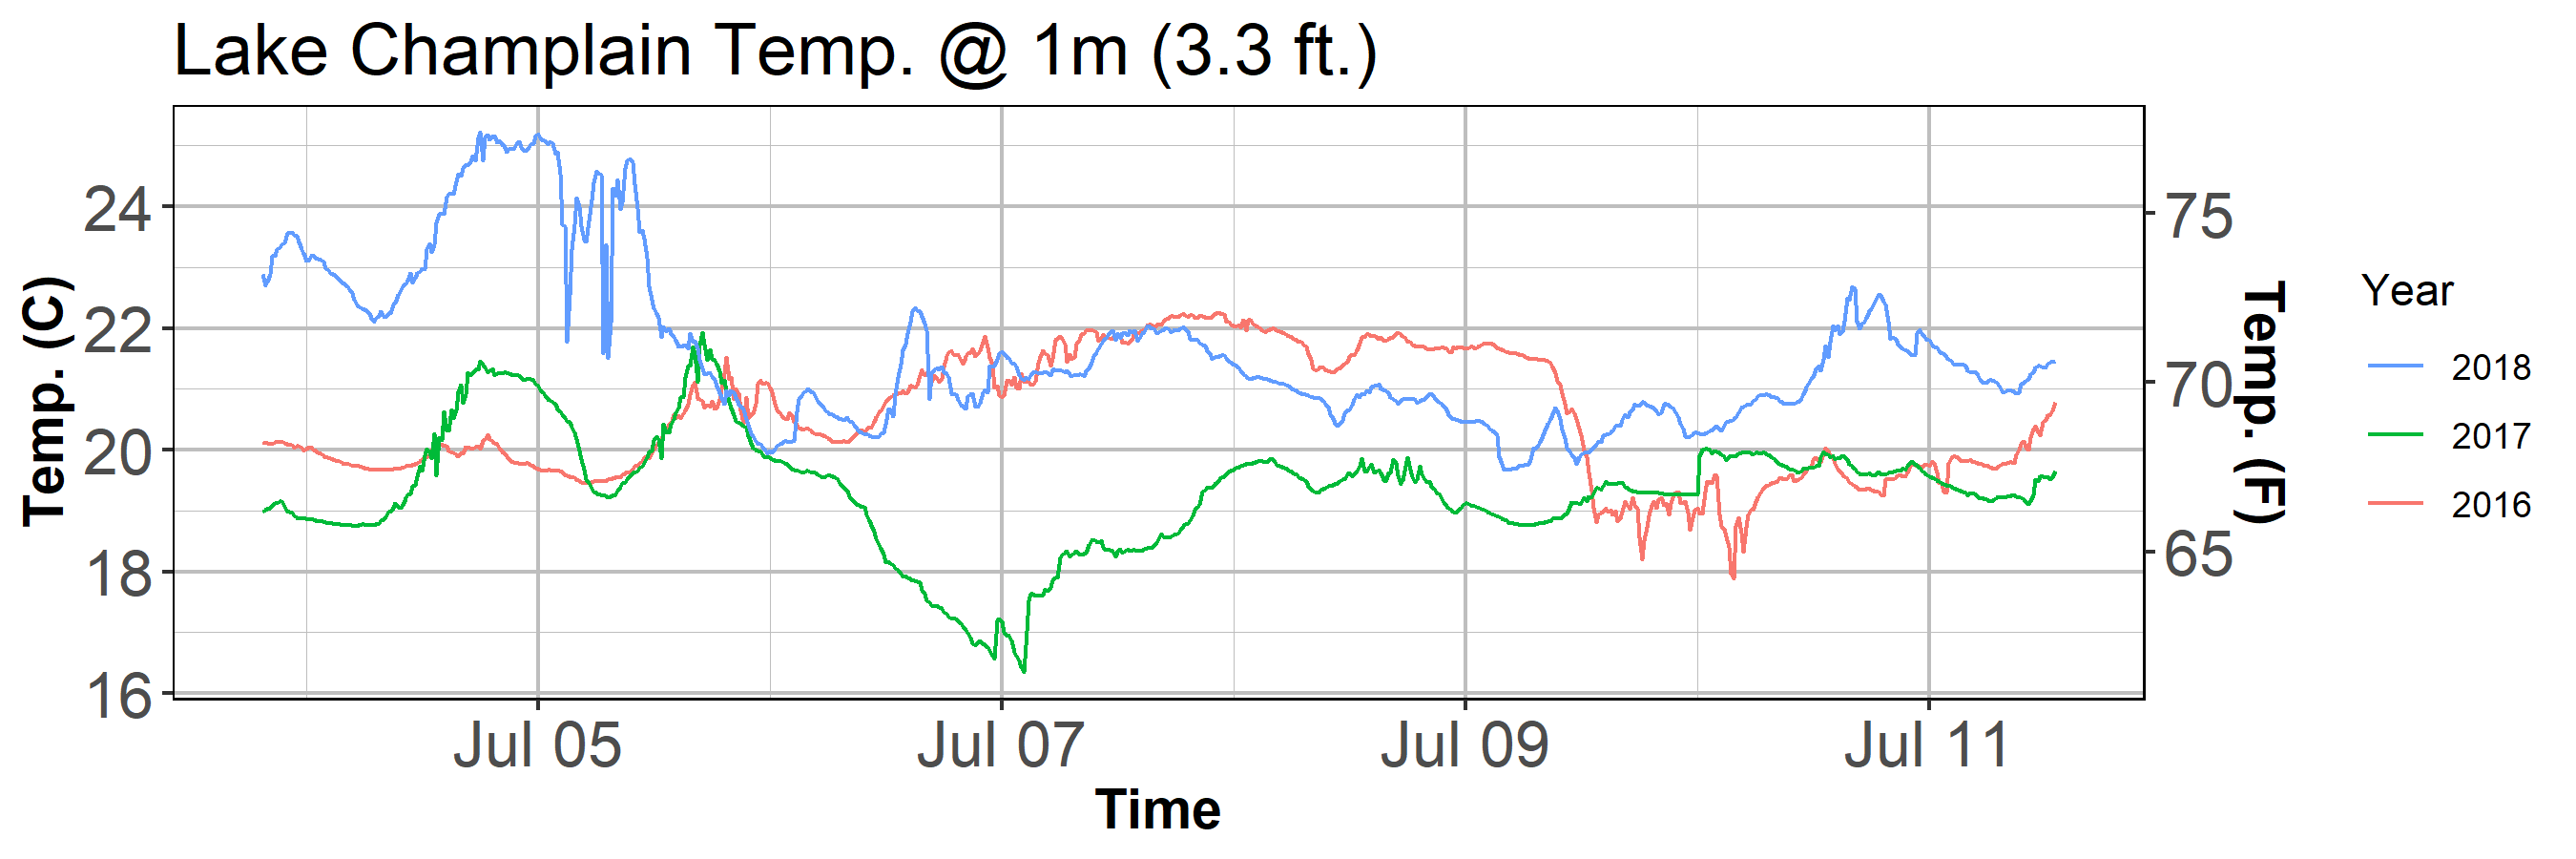 Lake Champlain Temp. @ 1m (3.3 ft.)
Temp. (C)
24
22
20
18
16
75
70
65
Temp. (F)
Jul 05 Jul 07 Jul 09 Jul 11
Time
Year
2018
2017
2016